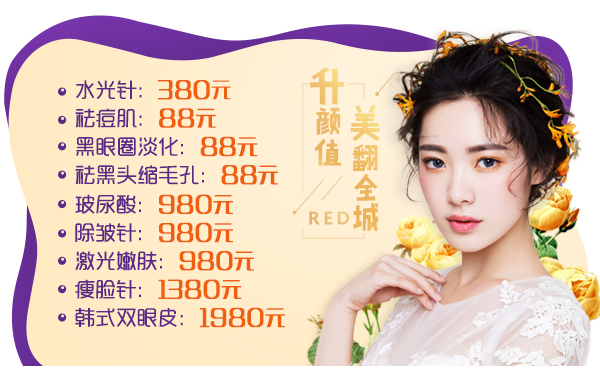 水光针：380元
祛痘肌：88元
黑眼圈淡化：88元
祛黑头缩毛孔：88元
玻尿酸：980元
除皱针：980元
激光嫩肤：980元
瘦脸针：1380元
韩式双眼皮：1980元
升颜值
美翻全城
RED